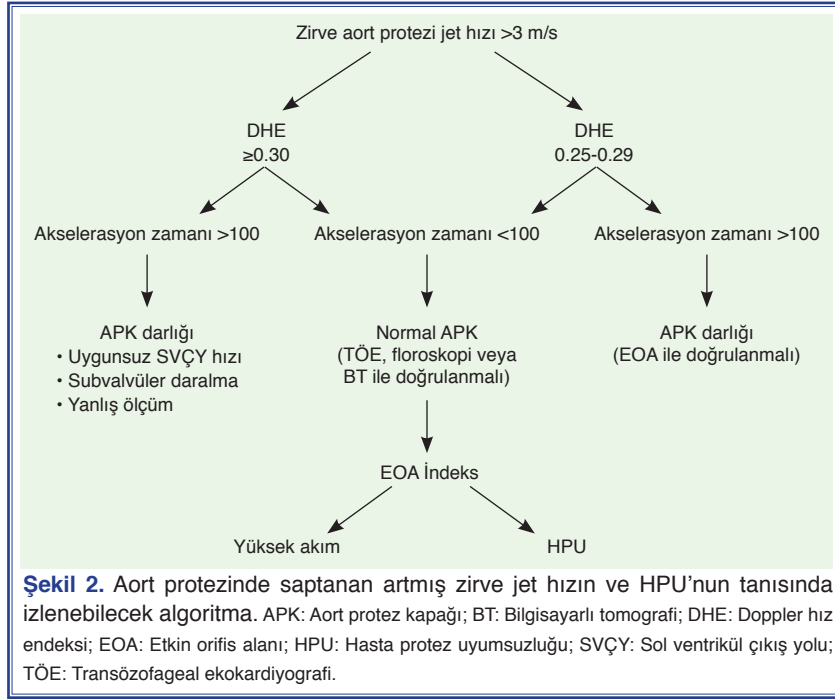 Zirve aort protezi jet hızı >3 m/s
DHE
≥0.30
DHE
0.25-0.29
Akselerasyon zamanı >100
Akselerasyon zamanı <100
Akselerasyon zamanı >100
APK darlığı
• Uygunsuz SVÇY hızı
• Subvalvüler daralma
• Yanlış ölçüm
Normal APK
(TÖE, floroskopi veya
BT ile doğrulanmalı)
APK darlığı
(EOA ile doğrulanmalı)
EOA İndeks
Yüksek akım
HPU
Şekil 2. Aort protezinde saptanan artmış zirve jet hızın ve HPU'nun tanısında
izlenebilecek algoritma. APK: Aort protez kapağı; BT: Bilgisayarlı tomografi; DHE: Doppler hız
endeksi; EOA: Etkin orifis alanı; HPU: Hasta protez uyumsuzluğu; SVÇY: Sol ventrikül çıkış yolu;
TÖE: Transözofageal ekokardiyografi.